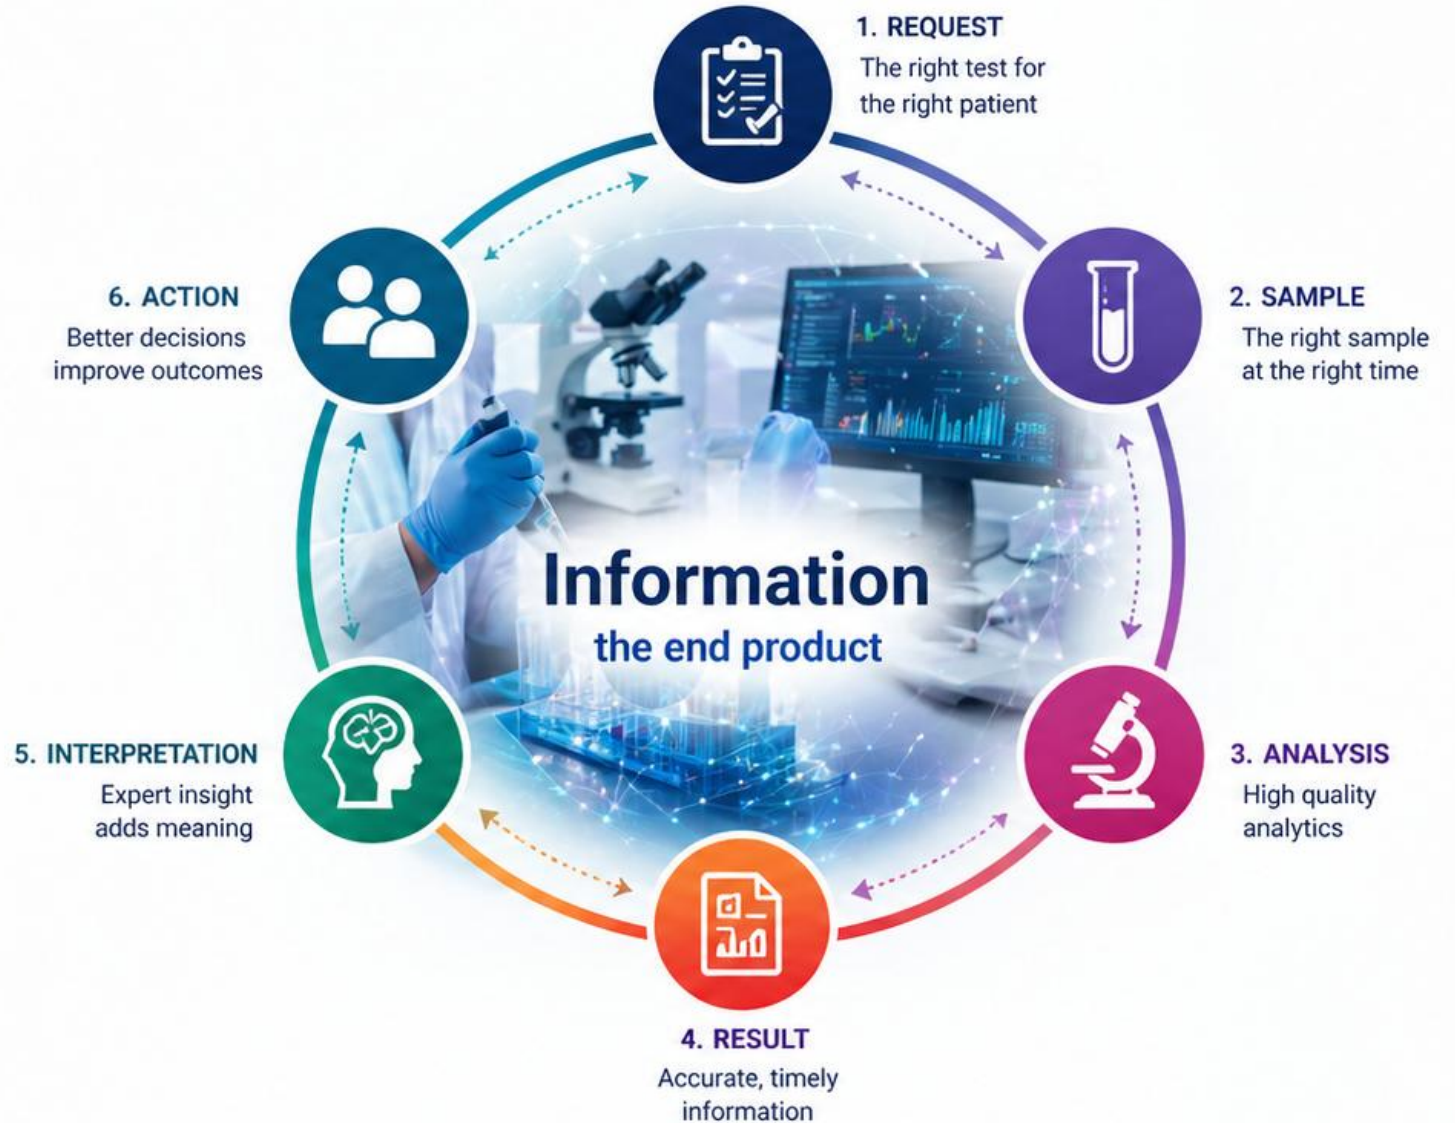 1. REQUEST
The right test for
the right patient
2. SAMPLE
The right sample
at the right time
3. ANALYSIS
High quality
analytics
4. RESULT
Accurate, timely
information
5. INTERPRETATION
Expert insight
adds meaning
6. ACTION
Better decisions
improve outcomes
Information
the end product